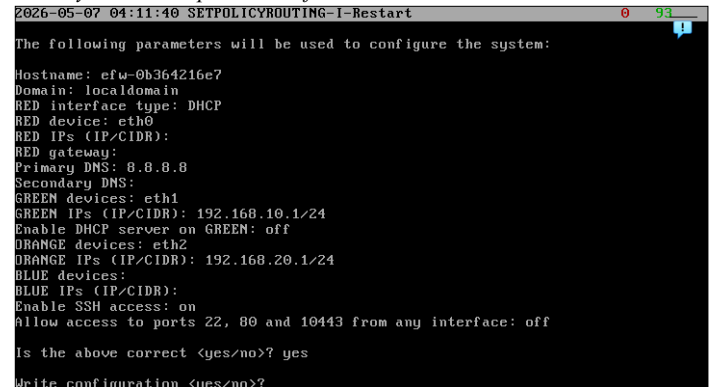 2026-05-07 04:11:40 SETPOLICYROUTING-I-Restart 0 93
The following parameters will be used to configure the system:
Hostname: efw-0b364216e7
Domain: localdomain
RED interface type: DHCP
RED device: eth0
RED IPs (IP/CIDR):
RED gateway:
Primary DNS: 8.8.8.8
Secondary DNS:
GREEN devices: eth1
GREEN IPs (IP/CIDR): 192.168.10.1/24
Enable DHCP server on GREEN: off
ORANGE devices: eth2
ORANGE IPs (IP/CIDR): 192.168.20.1/24
BLUE devices:
BLUE IPs (IP/CIDR):
Enable SSH access: on
Allow access to ports 22, 80 and 10443 from any interface: off
Is the above correct <yes/no>? yes
Write configuration <yes/no>?